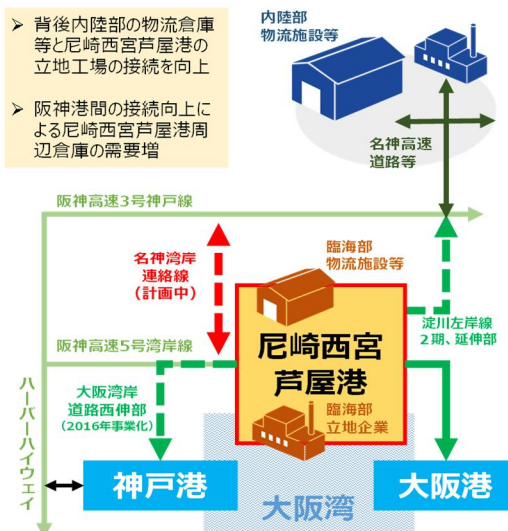 ➢ 背後内陸部の物流倉庫
等と尼崎西宮芦屋港の
立地工場の接続を向上
➢ 阪神港間の接続向上に
よる尼崎西宮芦屋港周
辺倉庫の需要増
内陸部
物流施設等
名神高速
道路等
阪神高速3号神戸線
名神湾岸
連絡線
(計画中)
臨海部
物流施設等
淀川左岸線
2期、延伸部
尼崎西宮
芦屋港
阪神高速5号湾岸線
大阪湾岸
道路西伸部
(2016年事業化)
臨海部
立地企業
ハーバーハイウェイ
神戸港
大阪湾
大阪港